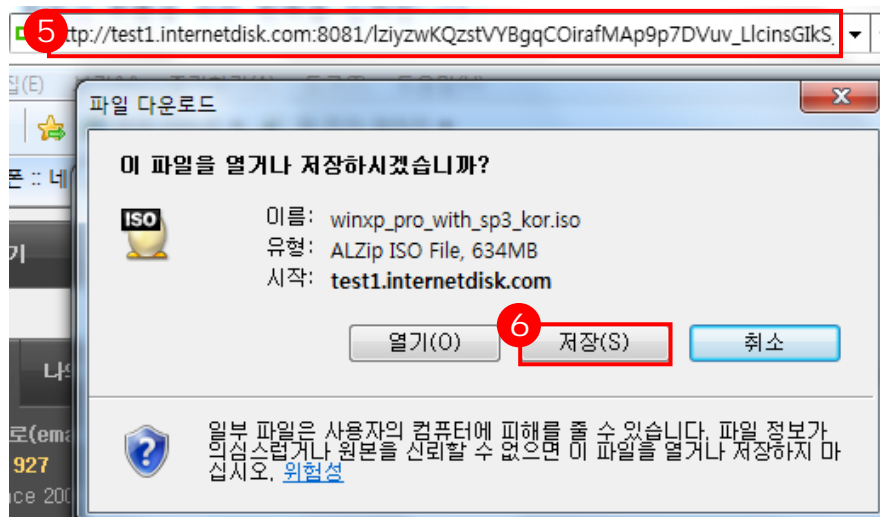 5
ttp://test1.internetdisk.com:8081/lziyzwKQzstVYBgqCOirafMAp9p7DVuv_LlcinsGIkS_
집(E)
파일 다운로드
이 파일을 열거나 저장하시겠습니까?
폰 :: 네
ISO
이름: winxp_pro_with_sp3_kor.iso
유형: ALZip ISO File, 634MB
기
시작: test1.internetdisk.com
6
열기(O) 저장(S) 취소
로(ema
927
일부 파일은 사용자의 컴퓨터에 피해를 줄 수 있습니다. 파일 정보가
의심스럽거나 원본을 신뢰할 수 없으면 이 파일을 열거나 저장하지 마
십시오. 위험성
nce 200